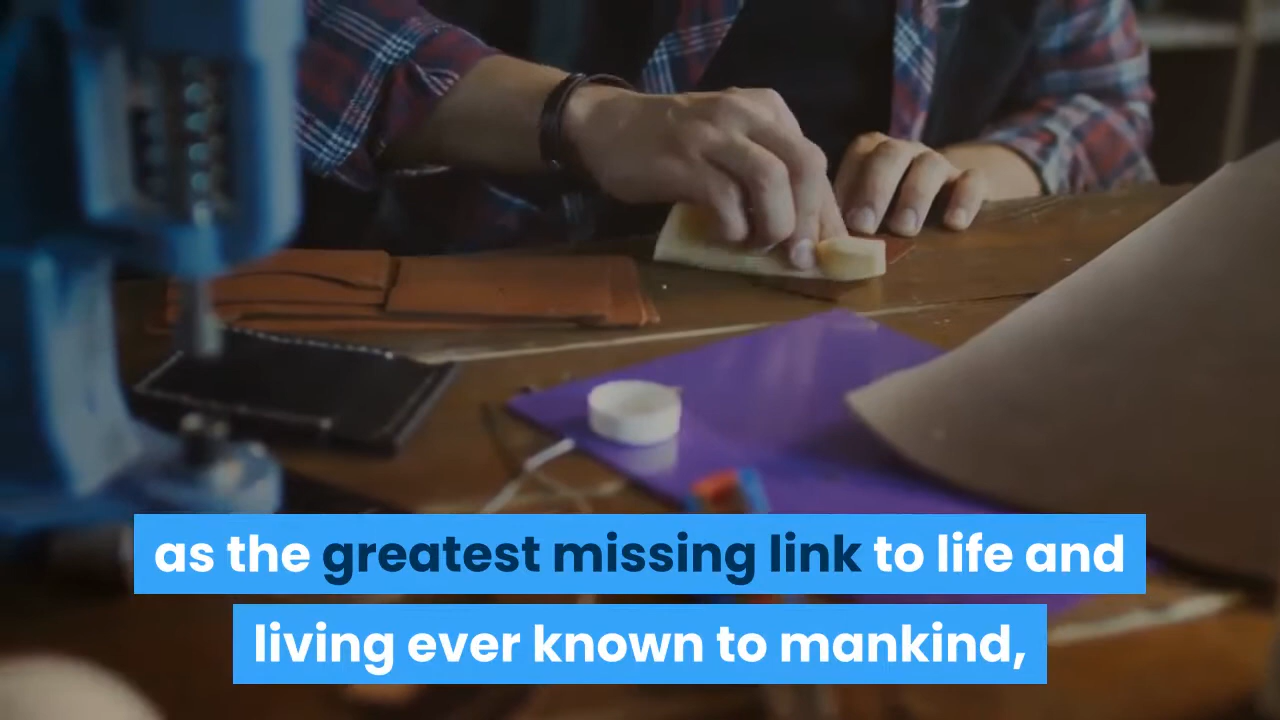 as the greatest missing link to life and
living ever known to mankind,